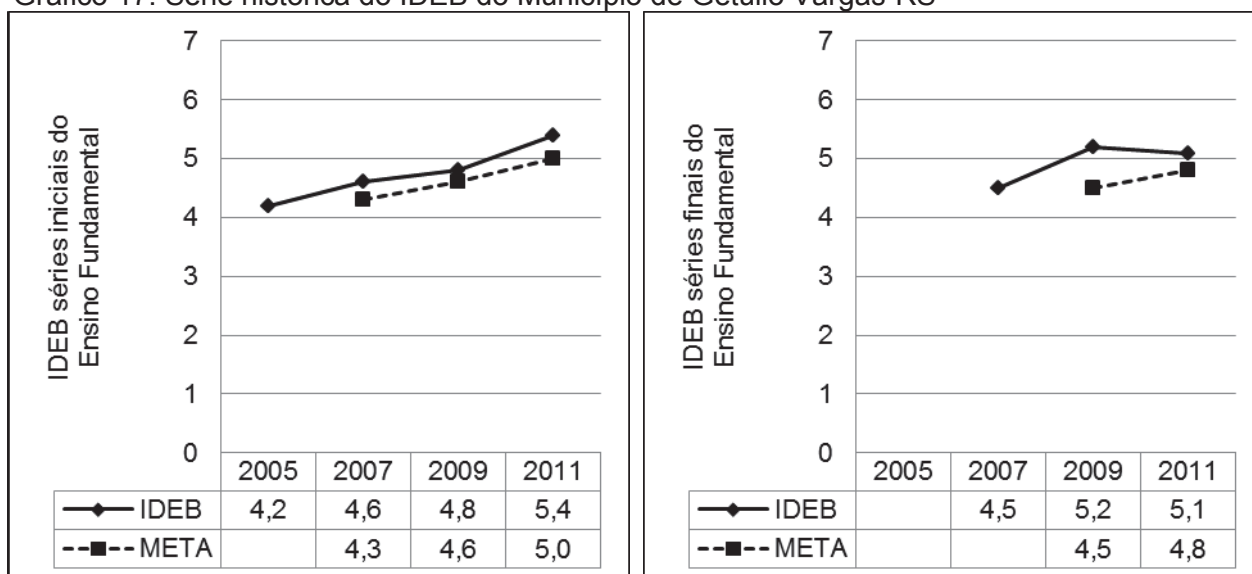 Gráfico 17: Série histórica do IDEB do Município de Getúlio Vargas-RS
IDEB séries iniciais do
Ensino Fundamental
7
6
5
4
3
2
1
0
2005 2007 2009 2011
IDEB 4,2 4,6 4,8 5,4
META 4,3 4,6 5,0
IDEB séries finais do
Ensino Fundamental
7
6
5
4
3
2
1
0
2005 2007 2009 2011
IDEB 4,5 5,2 5,1
META 4,5 4,8